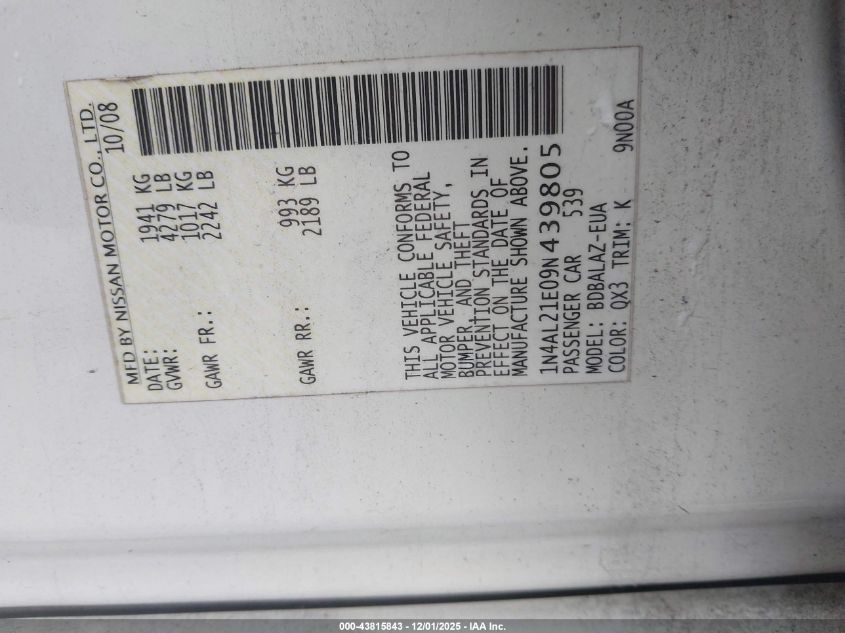 MFD BY NISSAN MOTOR CO., LTD.
DATE: 10/08
GVWR: 1941 KG
4279 LB
GAWR FR.: 1017 KG
2242 LB
GAWR RR.: 993 KG
2189 LB
THIS VEHICLE CONFORMS TO
ALL APPLICABLE FEDERAL
MOTOR VEHICLE SAFETY,
BUMPER, AND THEFT
PREVENTION STANDARDS IN
EFFECT ON THE DATE OF
MANUFACTURE SHOWN ABOVE.
1N4AL21E09N439805
PASSENGER CAR 539
MODEL: BDBALAZ-EUA
COLOR: QX3 TRIM: K 9N00A
000-43815843 - 12/01/2025 - IAA Inc.